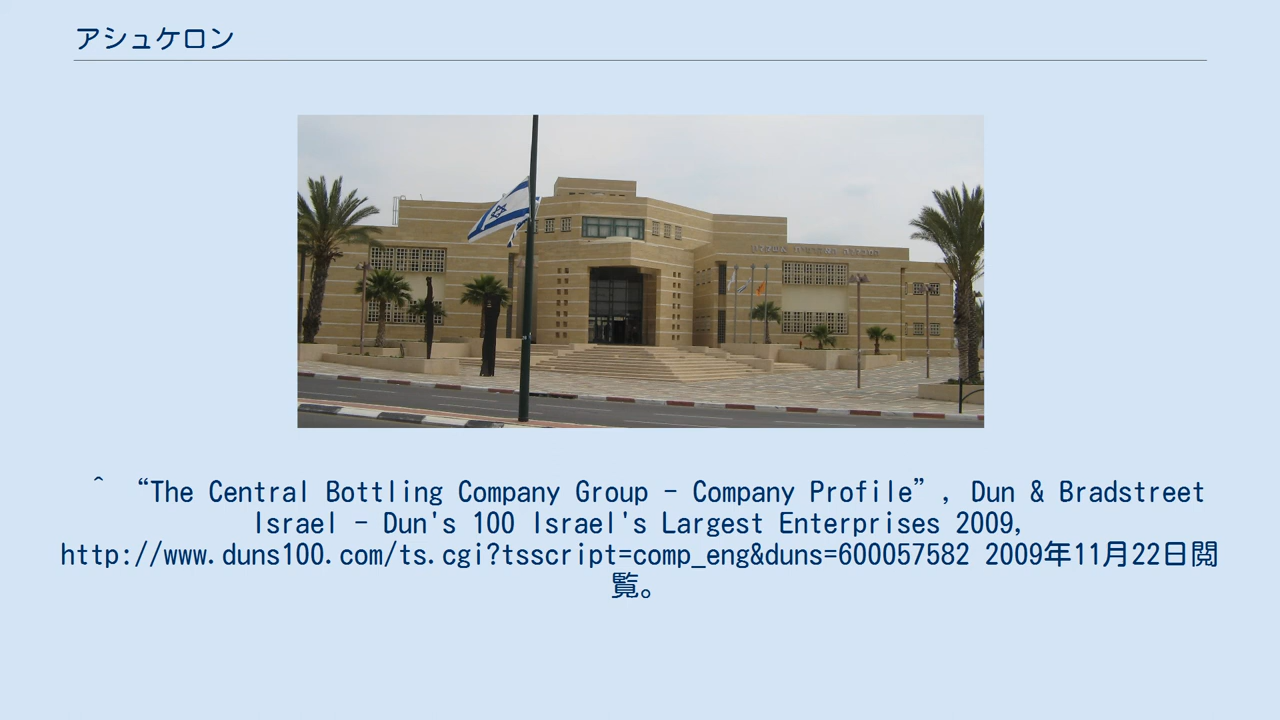 アシュケロン
^ “The Central Bottling Company Group - Company Profile”, Dun & Bradstreet
Israel - Dun's 100 Israel's Largest Enterprises 2009,
http://www.duns100.com/ts.cgi?tsscript=comp_eng&duns=600057582 2009年11月22日閲
覧。